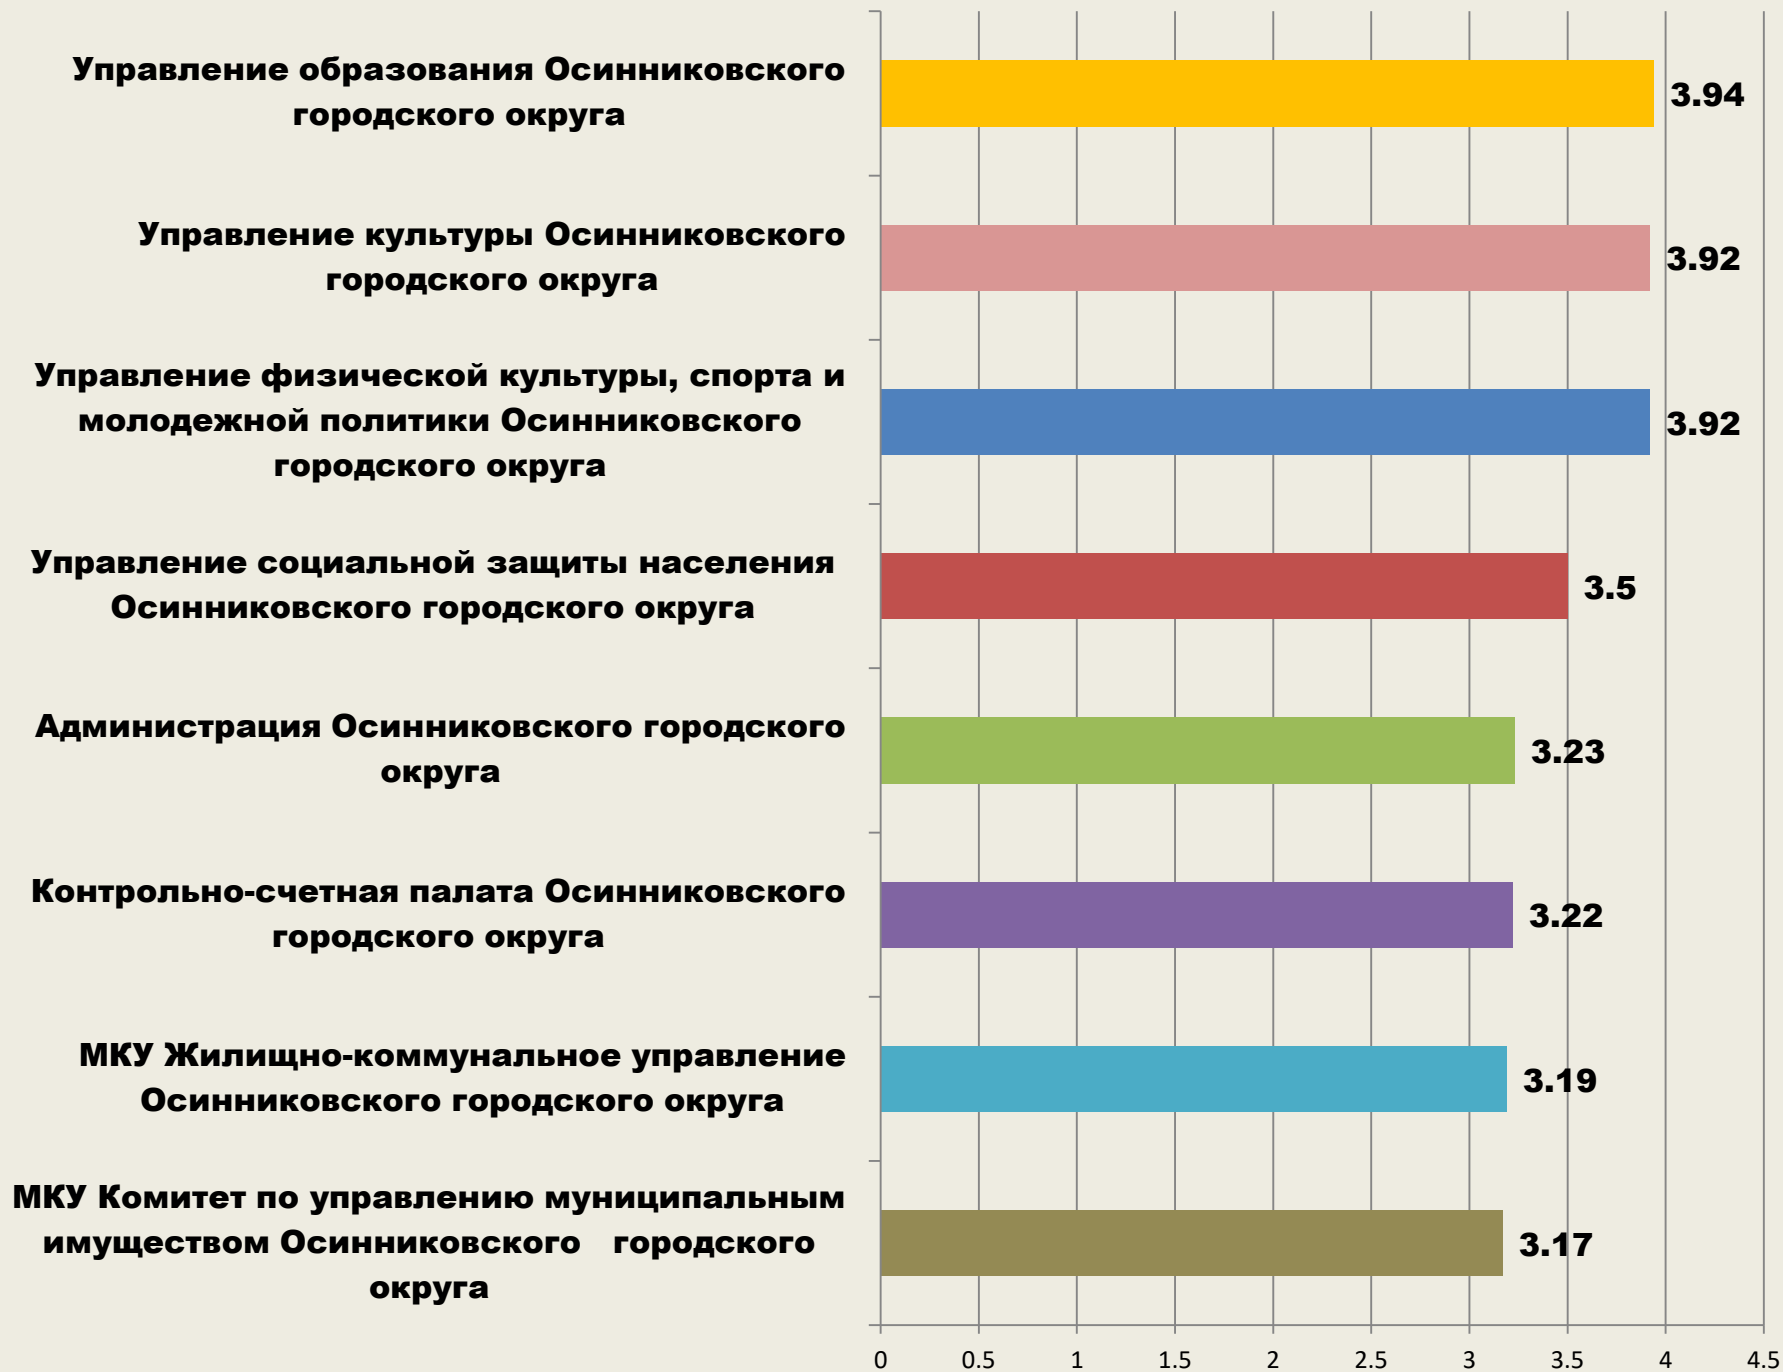 Управление образования Осинниковского
городского округа
3.94
Управление культуры Осинниковского
городского округа
3.92
Управление физической культуры, спорта и
молодежной политики Осинниковского
городского округа
3.92
Управление социальной защиты населения
Осинниковского городского округа
3.5
Администрация Осинниковского городского
округа
3.23
Контрольно-счетная палата Осинниковского
городского округа
3.22
МКУ Жилищно-коммунальное управление
Осинниковского городского округа
3.19
МКУ Комитет по управлению муниципальным
имуществом Осинниковского городского
округа
3.17
0 0.5 1 1.5 2 2.5 3 3.5 4 4.5